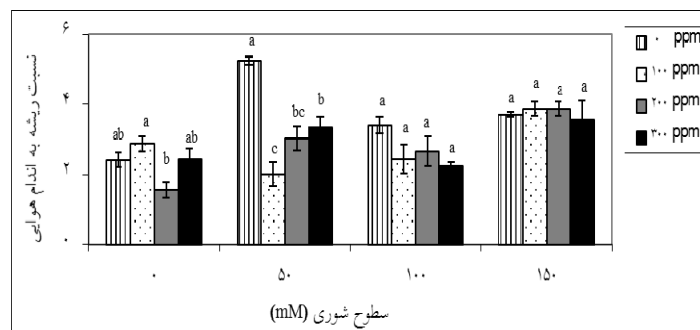 نسبت ریشه به اندام هوایی
۶
۴
۲
۰
ab
a
b
ab
a
c
bc
b
a
a
a
a
a
a
a
a
۰
۵۰
۱۰۰
۱۵۰
سطوح شوری (mM)
۰ ppm
۱۰۰ ppm
۲۰۰ ppm
۳۰۰ ppm